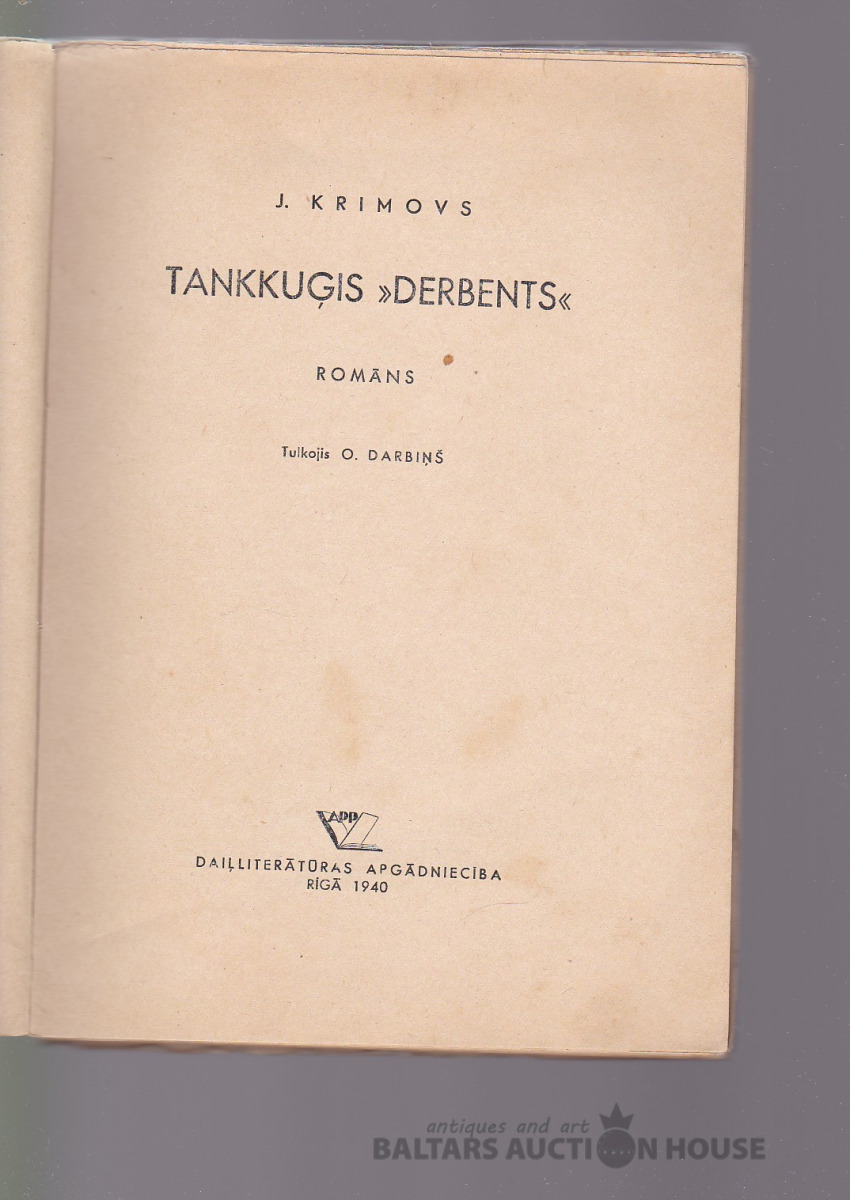 J. KRIMOVS
TANKKUĢIS »DERBENTS«
ROMĀNS
Tulkojis O. DARBIŅŠ
APP
DAIĻLITERĀTŪRAS APGĀDNIECĪBA
RĪGĀ 1940
antiques and art
BALTARS AUCTION HOUSE